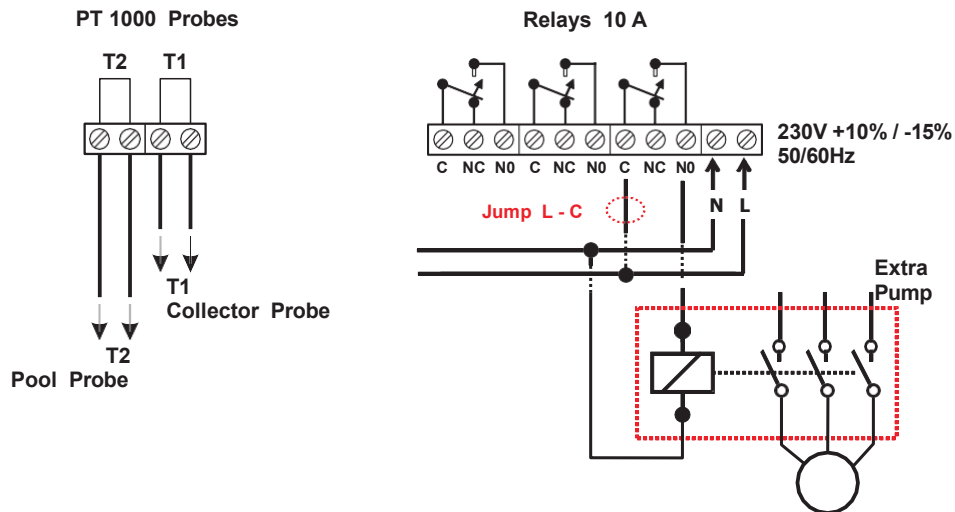 PT 1000 Probes
T2 T1
T1
Collector Probe
T2
Pool Probe
Relays 10 A
C NC N0 C NC N0 C NC N0
230V +10% / -15%
50/60Hz
Jump L - C
N L
Extra
Pump